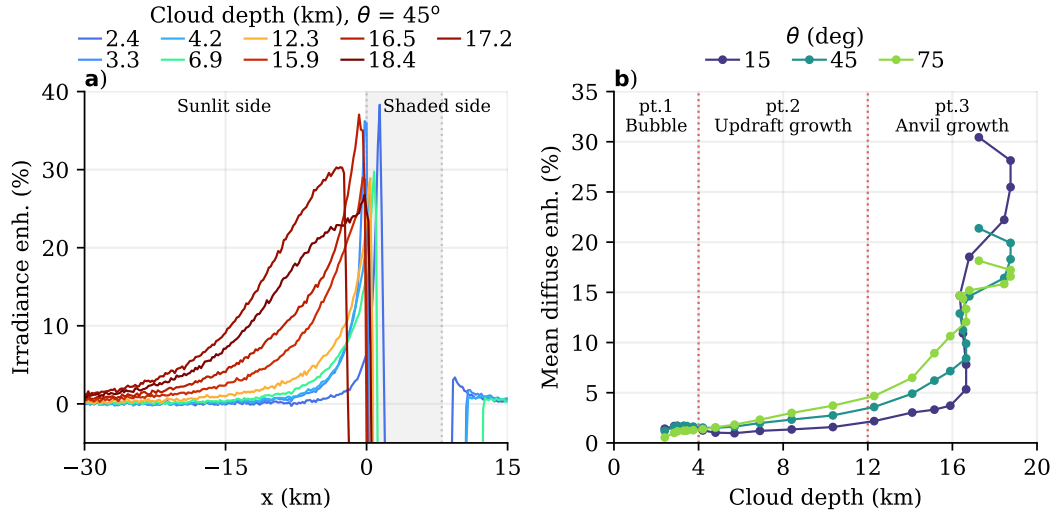 Cloud depth (km), θ = 45°
2.4 4.2 12.3 16.5 17.2
3.3 6.9 15.9 18.4
a)
Sunlit side Shaded side
40
30
20
10
0
Irradiance enh. (%)
−30 −15 0 15
x (km)
θ (deg)
15 45 75
b)
pt.1 pt.2 pt.3
Bubble Updraft growth Anvil growth
35
30
25
20
15
10
5
0
Mean diffuse enh. (%)
0 4 8 12 16 20
Cloud depth (km)